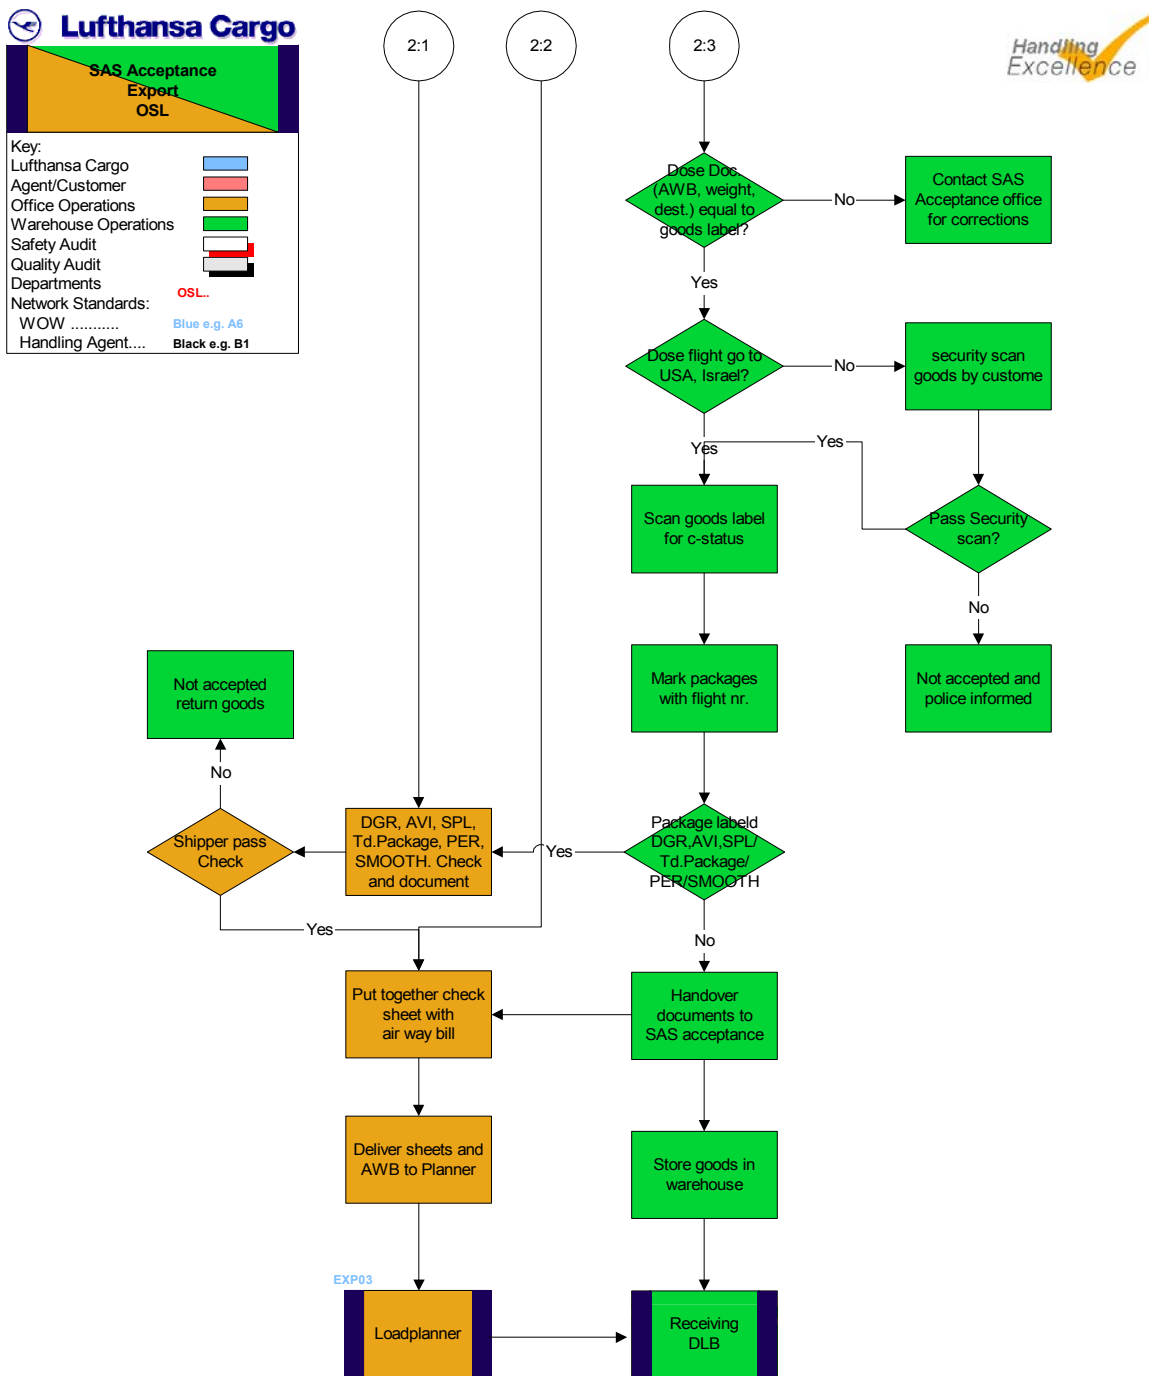 Lufthansa Cargo
SAS Acceptance
Export
OSL
Key:
Lufthansa Cargo
Agent/Customer
Office Operations
Warehouse Operations
Safety Audit
Quality Audit
Departments
OSL..
Network Standards:
WOW ...........
Blue e.g. A6
Handling Agent....
Black e.g. B1
2:1
2:2
2:3
Handling
Excellence
Dose Doc.
(AWB, weight,
dest.) equal to
goods label?
No
Contact SAS
Acceptance office
for corrections
Yes
Dose flight go to
USA, Israel?
No
security scan
goods by custome
Yes
Yes
Scan goods label
for c-status
Pass Security
scan?
No
Mark packages
with flight nr.
Not accepted and
police informed
Not accepted
return goods
No
Shipper pass
Check
DGR, AVI, SPL,
Td.Package, PER,
SMOOTH. Check
and document
Yes
Package labeld
DGR,AVI,SPL/
Td.Package/
PER/SMOOTH
Yes
No
Put together check
sheet with
air way bill
Handover
documents to
SAS acceptance
Deliver sheets and
AWB to Planner
Store goods in
warehouse
EXP03
Loadplanner
Receiving
DLB